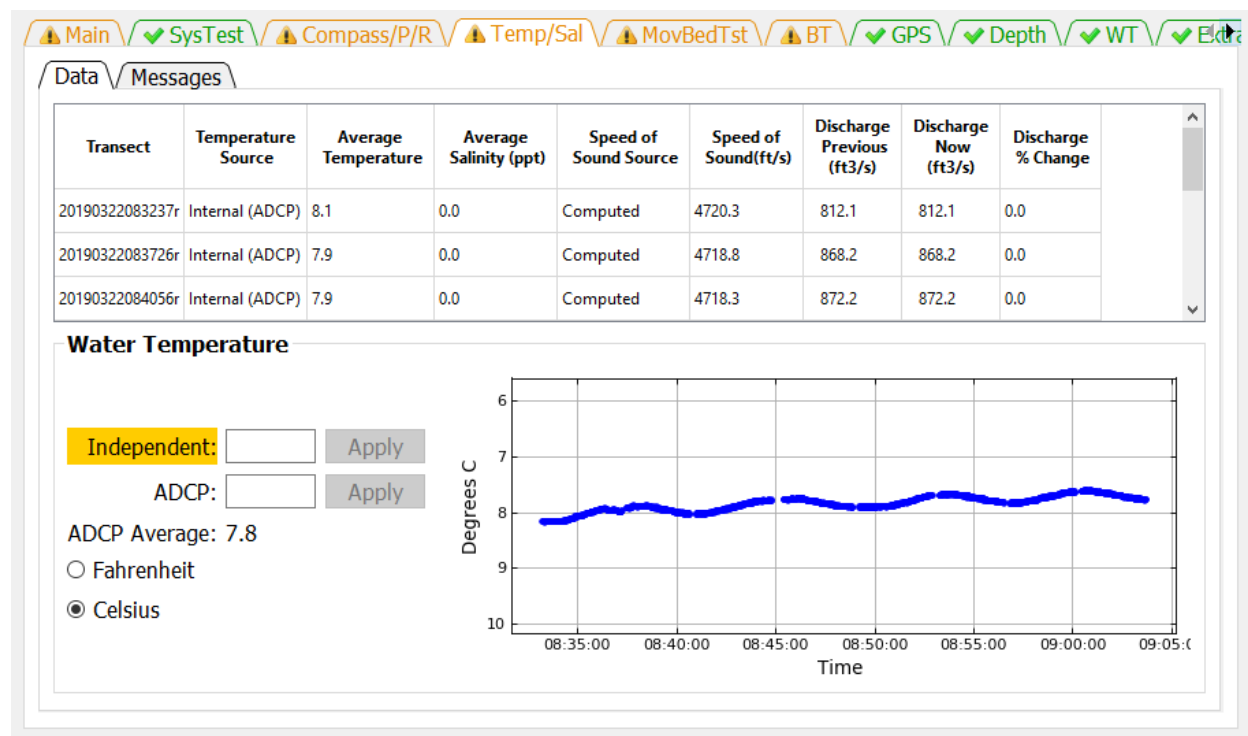 Main SysTest Compass/P/R Temp/Sal MovBedTst BT GPS Depth WT
Data Messages
Transect Temperature Source Average Temperature Average Salinity (ppt) Speed of Sound Source Speed of Sound(ft/s) Discharge Previous (ft3/s) Discharge Now (ft3/s) Discharge % Change
20190322083237r Internal (ADCP) 8.1 0.0 Computed 4720.3 812.1 812.1 0.0
20190322083726r Internal (ADCP) 7.9 0.0 Computed 4718.8 868.2 868.2 0.0
20190322084056r Internal (ADCP) 7.9 0.0 Computed 4718.3 872.2 872.2 0.0
Water Temperature
Independent: Apply
ADCP: Apply
ADCP Average: 7.8
Fahrenheit
Celsius
Degrees C
6
7
8
9
10
08:35:00 08:40:00 08:45:00 08:50:00 08:55:00 09:00:00 09:05:0
Time